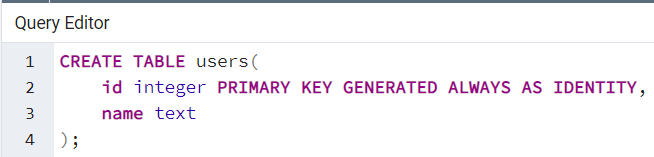 Query Editor
1 CREATE TABLE users(
2     id integer PRIMARY KEY GENERATED ALWAYS AS IDENTITY,
3     name text
4 );